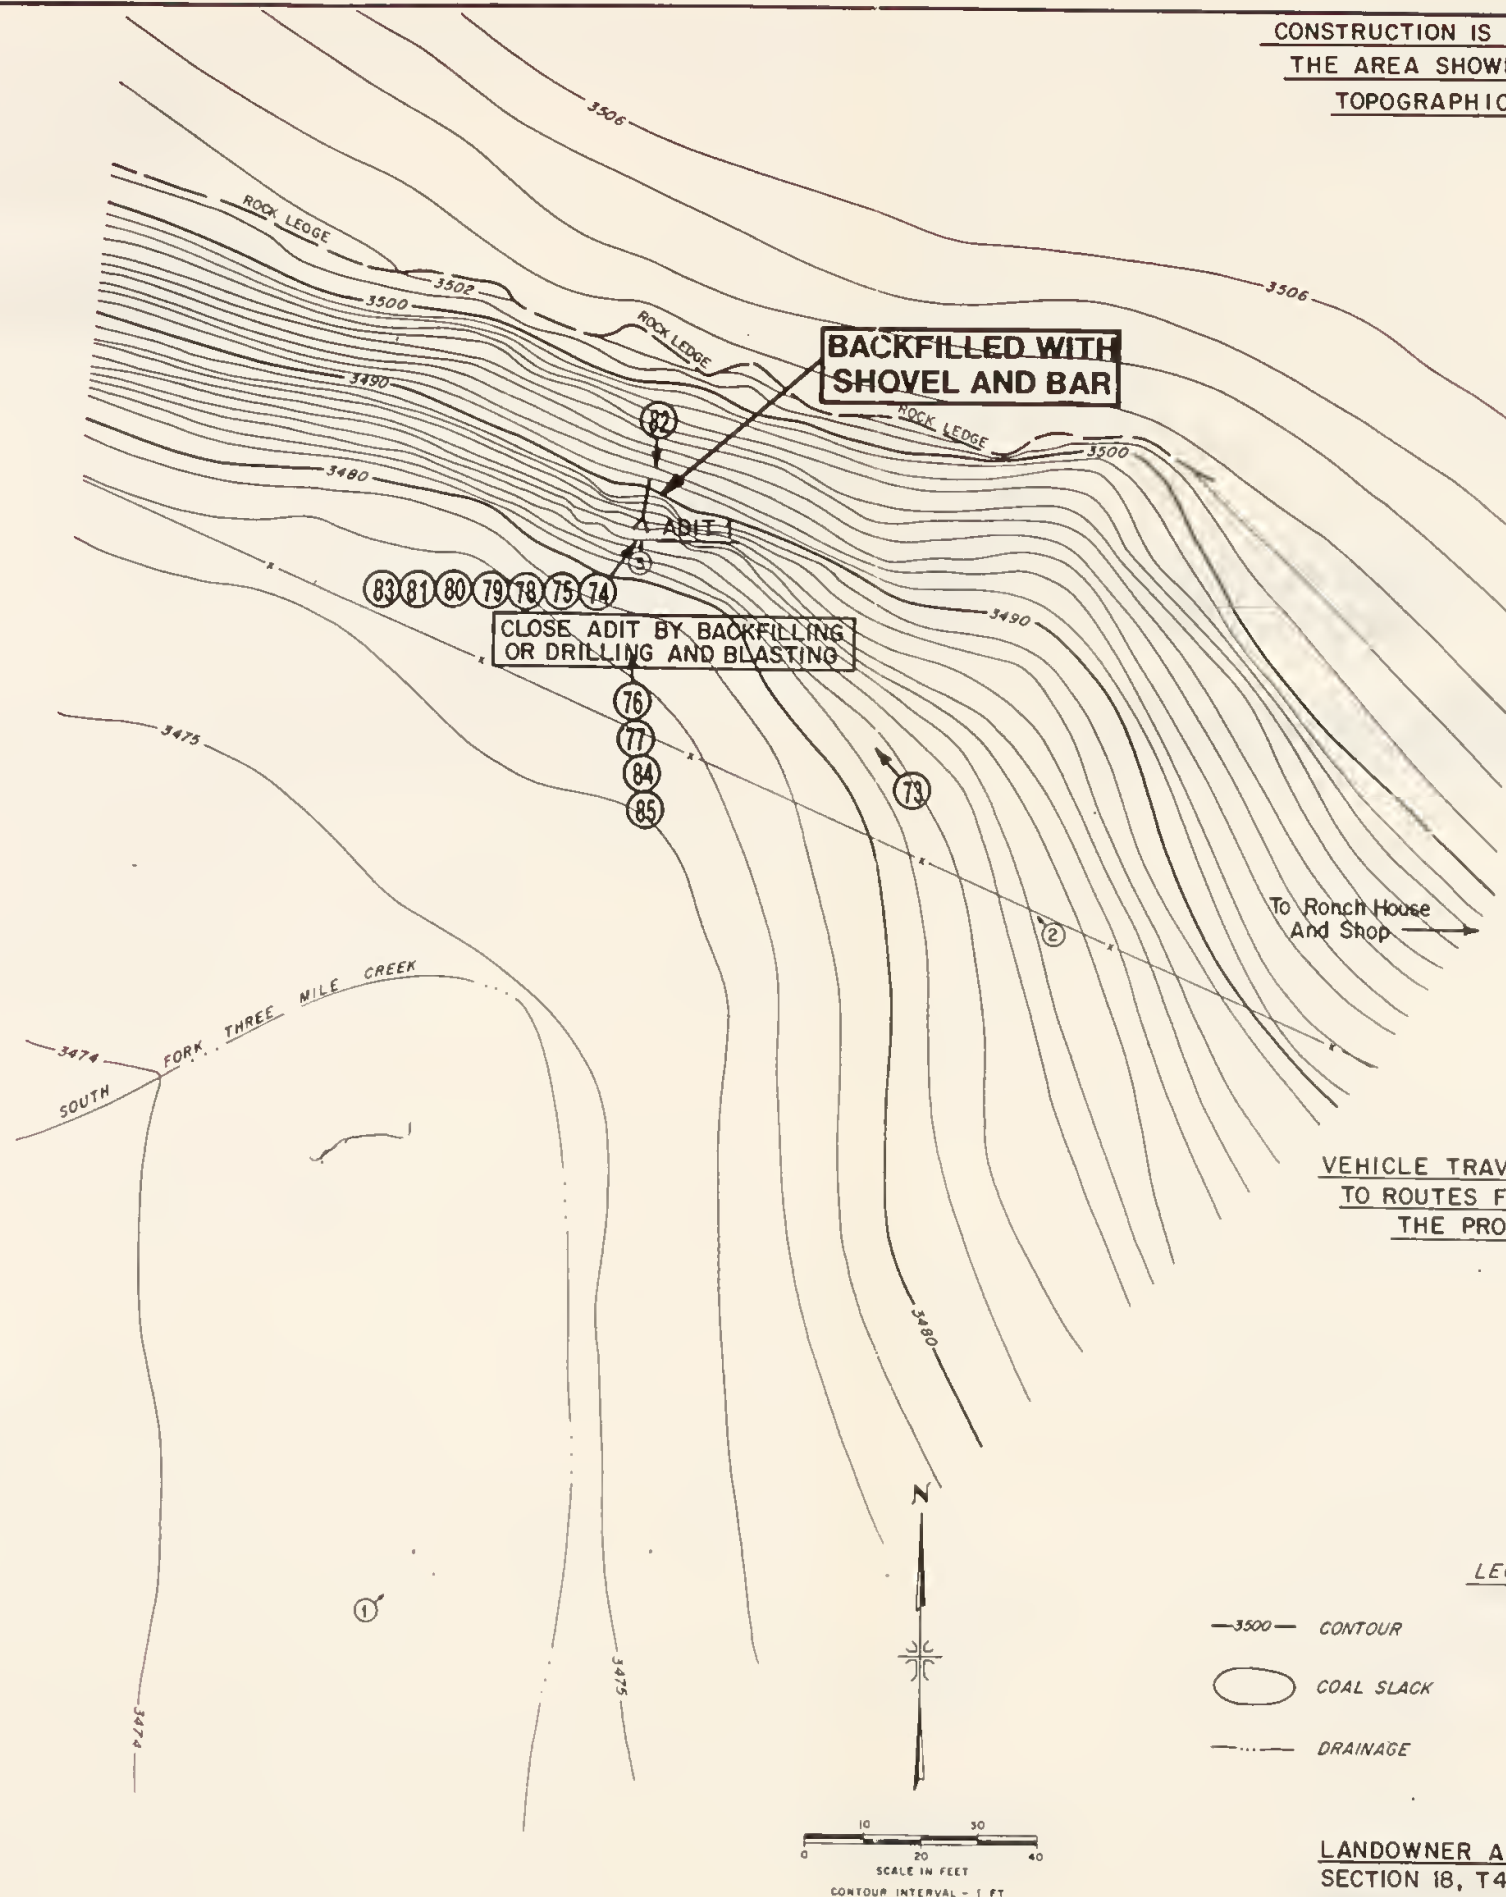 CONSTRUCTION IS
THE AREA SHOW
TOPOGRAPHIC
3506
ROCK LEDGE
3502
3500
3506
ROCK LEDGE
BACKFILLED WITH
SHOVEL AND BAR
3490
82
ROCK LEDGE
3500
3480
ADIT 1
3
83 81 80 79 78 75 74
3490
CLOSE ADIT BY BACKFILLING
OR DRILLING AND BLASTING
76
77
84
85
3475
73
To Ranch House
And Shop
2
SOUTH FORK THREE MILE CREEK
3474
VEHICLE TRAV
TO ROUTES F
THE PRO
3480
N
LE
1
3500 CONTOUR
COAL SLACK
DRAINAGE
3475
3474
10 30
0 20 40
SCALE IN FEET
CONTOUR INTERVAL - 1 FT
LANDOWNER A
SECTION 18, T4